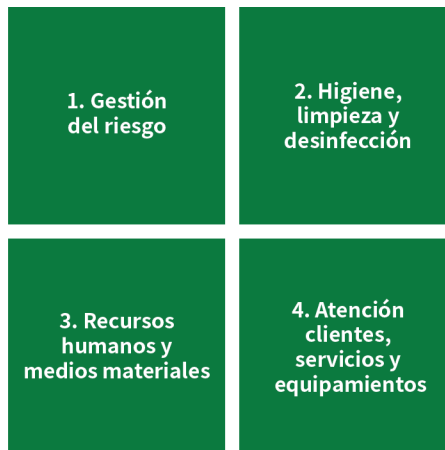 1. Gestión
del riesgo
2. Higiene,
limpieza y
desinfección
3. Recursos
humanos y
medios materiales
4. Atención
clientes,
servicios y
equipamientos